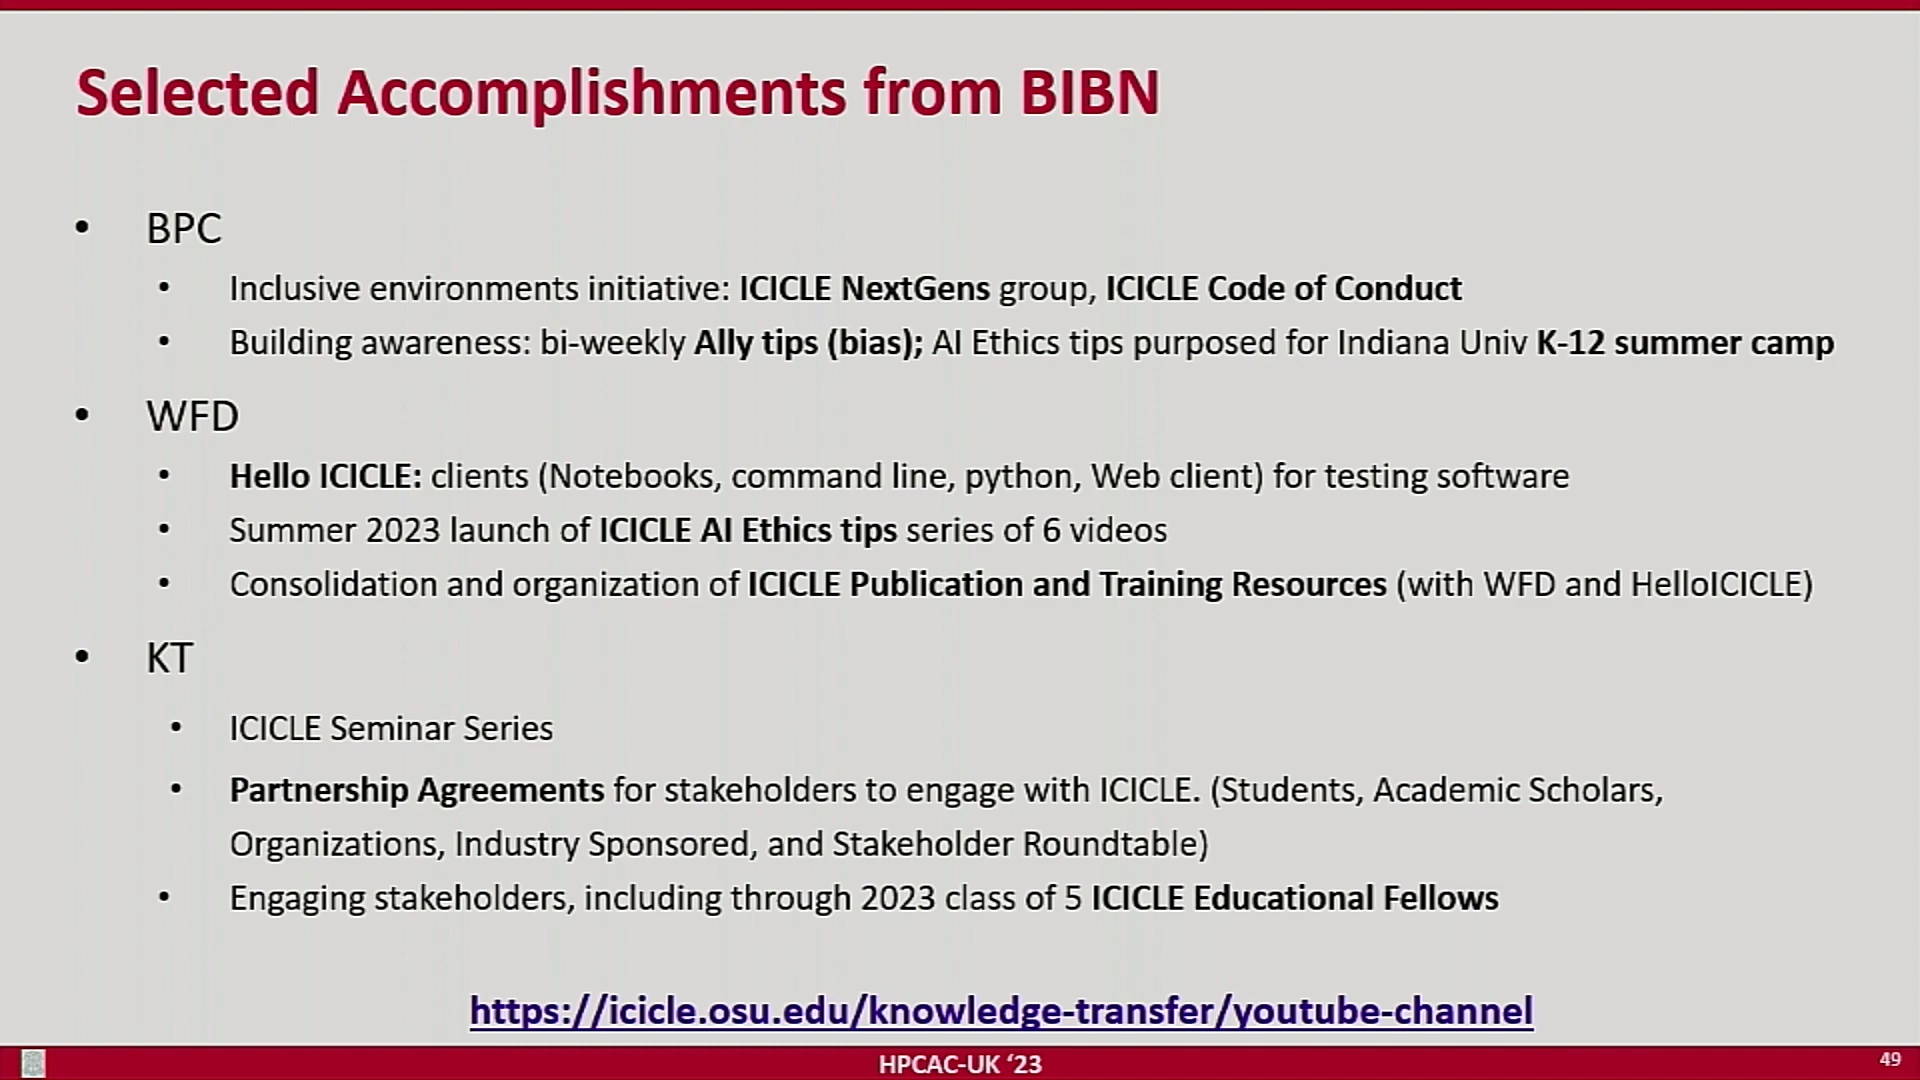 Selected Accomplishments from BIBN
• BPC
• Inclusive environments initiative: ICICLE NextGens group, ICICLE Code of Conduct
• Building awareness: bi-weekly Ally tips (bias); AI Ethics tips purposed for Indiana Univ K-12 summer camp
• WFD
• Hello ICICLE: clients (Notebooks, command line, python, Web client) for testing software
• Summer 2023 launch of ICICLE AI Ethics tips series of 6 videos
• Consolidation and organization of ICICLE Publication and Training Resources (with WFD and HelloICICLE)
• KT
• ICICLE Seminar Series
• Partnership Agreements for stakeholders to engage with ICICLE. (Students, Academic Scholars,
Organizations, Industry Sponsored, and Stakeholder Roundtable)
• Engaging stakeholders, including through 2023 class of 5 ICICLE Educational Fellows
https://icicle.osu.edu/knowledge-transfer/youtube-channel
HPCAC-UK ‘23
49